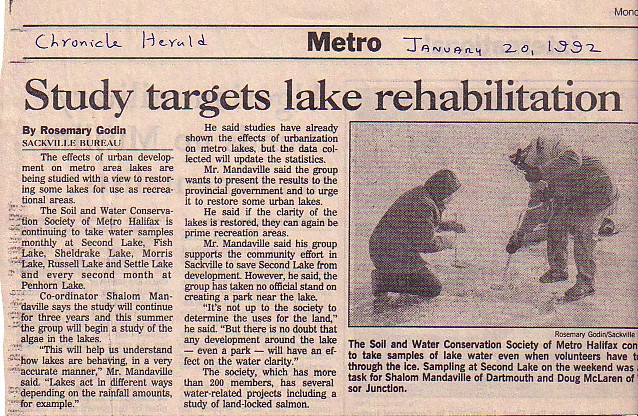 Mond
Chronicle Herald Metro January 20, 1992
Study targets lake rehabilitation
By Rosemary Godin
SACKVILLE BUREAU
The effects of urban develop-
ment on metro area lakes are
being studied with a view to restor-
ing some lakes for use as recrea-
tional areas.
The Soil and Water Conserva-
tion Society of Metro Halifax is
continuing to take water samples
monthly at Second Lake, Fish
Lake, Sheldrake Lake, Morris
Lake, Russell Lake and Settle Lake
and every second month at
Penhorn Lake.
Co-ordinator Shalom Man-
daville says the study will continue
for three years and this summer
the group will begin a study of the
algae in the lakes.
"This will help us understand
how lakes are behaving, in a very
accurate manner," Mr. Mandaville
said. "Lakes act in different ways
depending on the rainfall amounts,
for example."
He said studies have already
shown the effects of urbanization
on metro lakes, but the data col-
lected will update the statistics.
Mr. Mandaville said the group
wants to present the results to the
provincial government and to urge
it to restore some urban lakes.
He said if the clarity of the
lakes is restored, they can again be
prime recreation areas.
Mr. Mandaville said his group
supports the community effort in
Sackville to save Second Lake from
development. However, he said, the
group has taken no official stand on
creating a park near the lake.
"It's not up to the society to
determine the uses for the land,"
he said. "But there is no doubt that
any development around the lake
— even a park — will have an ef-
fect on the water clarity."
The society, which has more
than 200 members, has several
water-related projects including a
study of land-locked salmon.
Rosemary Godin/Sackville
The Soil and Water Conservation Society of Metro Halifax con
to take samples of lake water even when volunteers have t
through the ice. Sampling at Second Lake on the weekend was
task for Shalom Mandaville of Dartmouth and Doug McLaren of
sor Junction.